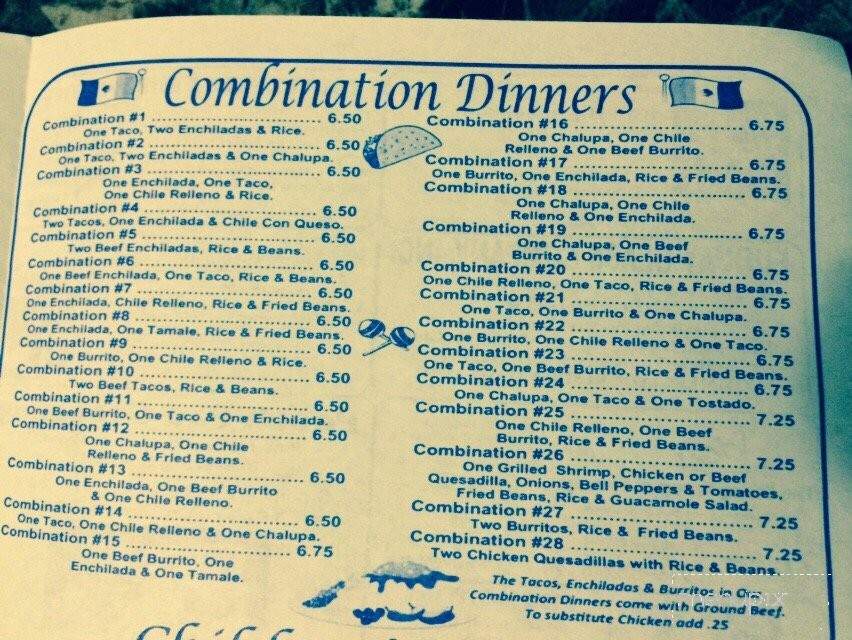 Combination Dinners
Combination #1 ........ 6.50
One Taco, Two Enchiladas & Rice.
Combination #2 ........ 6.50
One Taco, Two Enchiladas & One Chalupa.
Combination #3 ........ 6.50
One Enchilada, One Taco,
One Chile Relleno & Rice.
Combination #4 ........ 6.50
Two Tacos, One Enchilada & Chile Con Queso.
Combination #5 ........ 6.50
Two Beef Enchiladas, Rice & Beans.
Combination #6 ........ 6.50
One Beef Enchilada, One Taco, Rice & Beans.
Combination #7 ........ 6.50
One Enchilada, Chile Relleno, Rice & Fried Beans.
Combination #8 ........ 6.50
One Enchilada, One Tamale, Rice & Fried Beans.
Combination #9 ........ 6.50
One Burrito, One Chile Relleno & Rice.
Combination #10 ........ 6.50
Two Beef Tacos, Rice & Beans.
Combination #11 ........ 6.50
One Beef Burrito, One Taco & One Enchilada.
Combination #12 ........ 6.50
One Chalupa, One Chile
Relleno & Fried Beans.
Combination #13 ........ 6.50
One Enchilada, One Beef Burrito
& One Chile Relleno.
Combination #14 ........ 6.50
One Taco, One Chile Relleno & One Chalupa.
Combination #15 ........ 6.75
One Beef Burrito, One
Enchilada & One Tamale.
Combination #16 ........ 6.75
One Chalupa, One Chile
Relleno & One Beef Burrito.
Combination #17 ........ 6.75
One Burrito, One Enchilada, Rice & Fried Beans.
Combination #18 ........ 6.75
One Chalupa, One Chile
Relleno & One Enchilada.
Combination #19 ........ 6.75
One Chalupa, One Beef
Burrito & One Enchilada.
Combination #20 ........ 6.75
One Chile Relleno, One Taco, Rice & Fried Beans.
Combination #21 ........ 6.75
One Taco, One Burrito & One Chalupa.
Combination #22 ........ 6.75
One Burrito, One Chile Relleno & One Taco.
Combination #23 ........ 6.75
One Taco, One Beef Burrito, Rice & Fried Beans.
Combination #24 ........ 6.75
One Chalupa, One Taco & One Tostado.
Combination #25 ........ 7.25
One Chile Relleno, One Beef
Burrito, Rice & Fried Beans.
Combination #26 ........ 7.25
One Grilled Shrimp, Chicken or Beef
Quesadilla, Onions, Bell Peppers & Tomatoes,
Fried Beans, Rice & Guacamole Salad.
Combination #27 ........ 7.25
Two Burritos, Rice & Fried Beans.
Combination #28 ........ 7.25
Two Chicken Quesadillas with Rice & Beans.
The Tacos, Enchiladas & Burritos in Our
Combination Dinners come with Ground Beef.
To substitute Chicken add .25